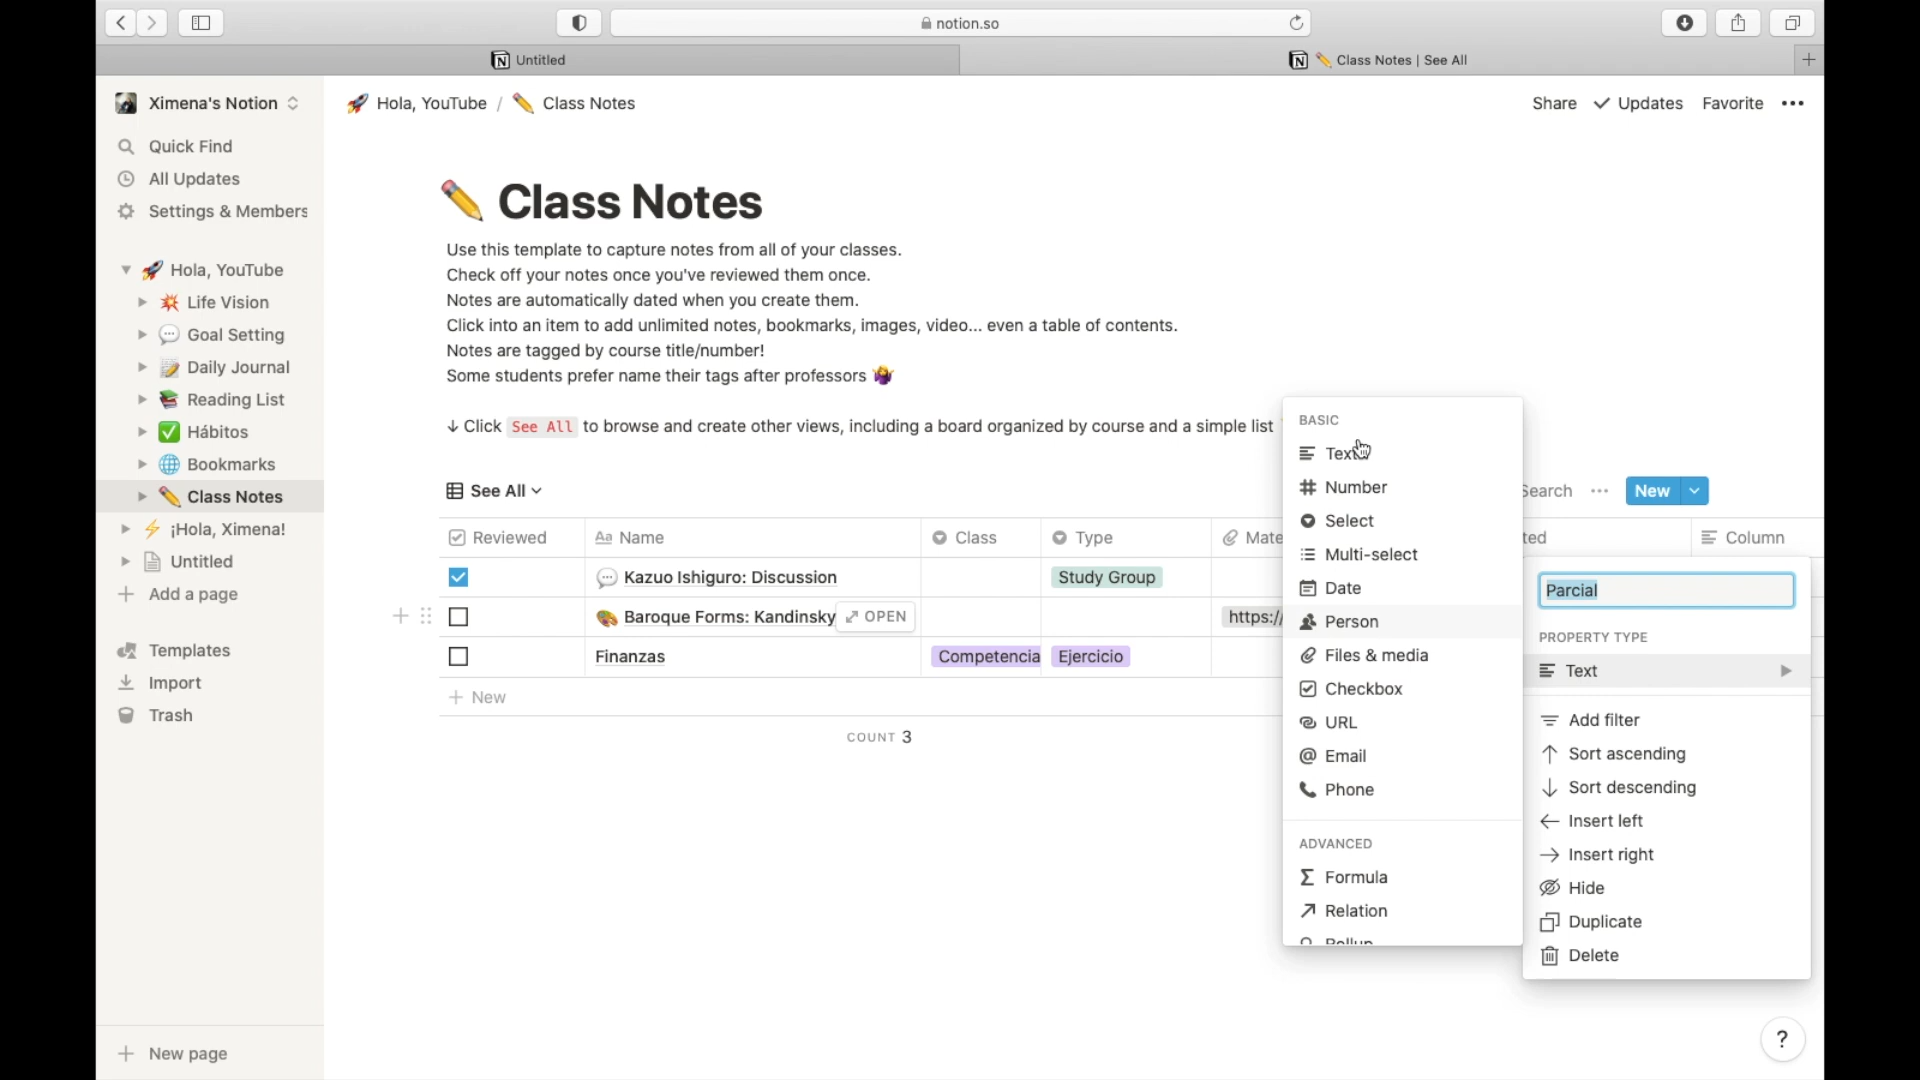 notion.so
Untitled
Class Notes | See All
Ximena's Notion
Hola, YouTube / Class Notes
Share Updates Favorite
Quick Find
All Updates
Settings & Members
Hola, YouTube
Life Vision
Goal Setting
Daily Journal
Reading List
Hábitos
Bookmarks
Class Notes
¡Hola, Ximena!
Untitled
Add a page
Templates
Import
Trash
New page
Class Notes
Use this template to capture notes from all of your classes.
Check off your notes once you've reviewed them once.
Notes are automatically dated when you create them.
Click into an item to add unlimited notes, bookmarks, images, video... even a table of contents.
Notes are tagged by course title/number!
Some students prefer name their tags after professors
↓ Click See All to browse and create other views, including a board organized by course and a simple list
See All
Search ••• New
Reviewed Aa Name Class Type Mate ted Column
Kazuo Ishiguro: Discussion Study Group
Baroque Forms: Kandinsky OPEN https:/
Finanzas Competencia Ejercicio
+ New
COUNT 3
BASIC
Text
Number
Select
Multi-select
Date
Person
Files & media
Checkbox
URL
Email
Phone
ADVANCED
Formula
Relation
Rollup
Parcial
PROPERTY TYPE
Text
Add filter
Sort ascending
Sort descending
Insert left
Insert right
Hide
Duplicate
Delete
?